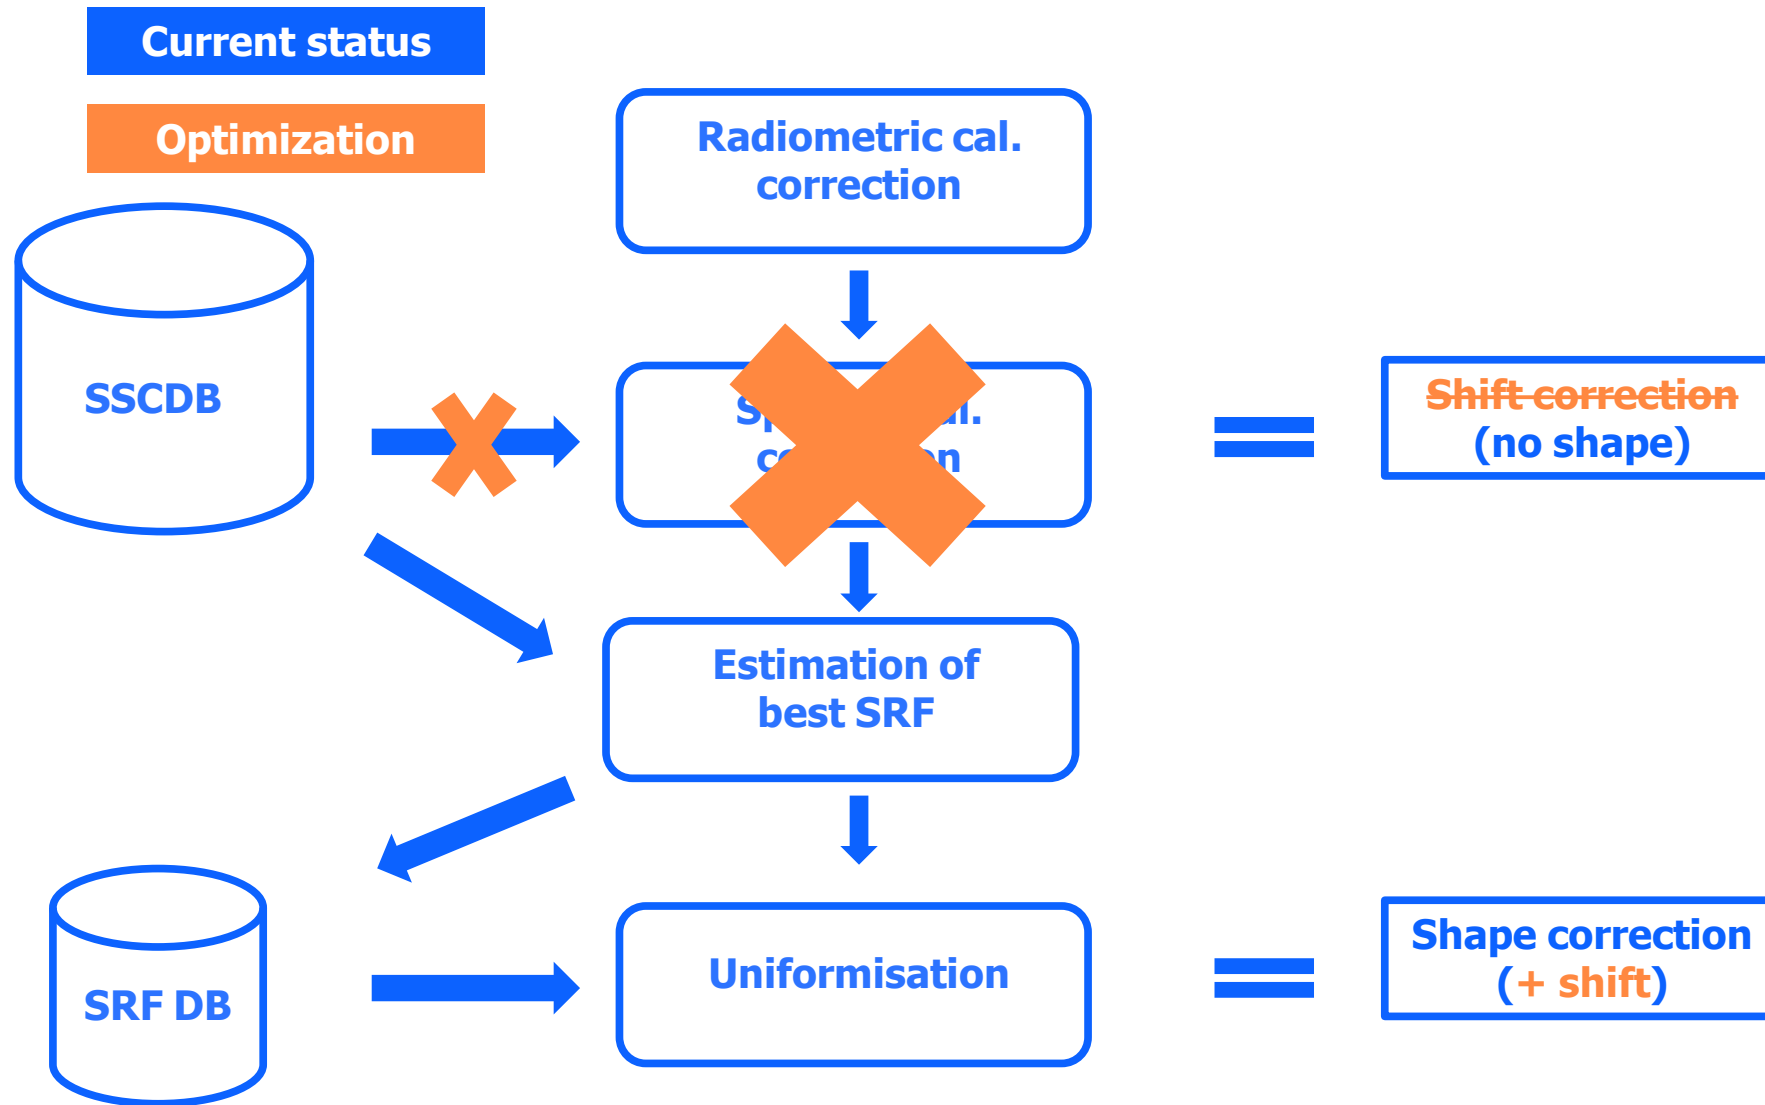 Current status
Optimization
Radiometric cal.
correction
SSCDB
Shift correction
(no shape)
Estimation of
best SRF
SRF DB
Uniformisation
Shape correction
(+ shift)